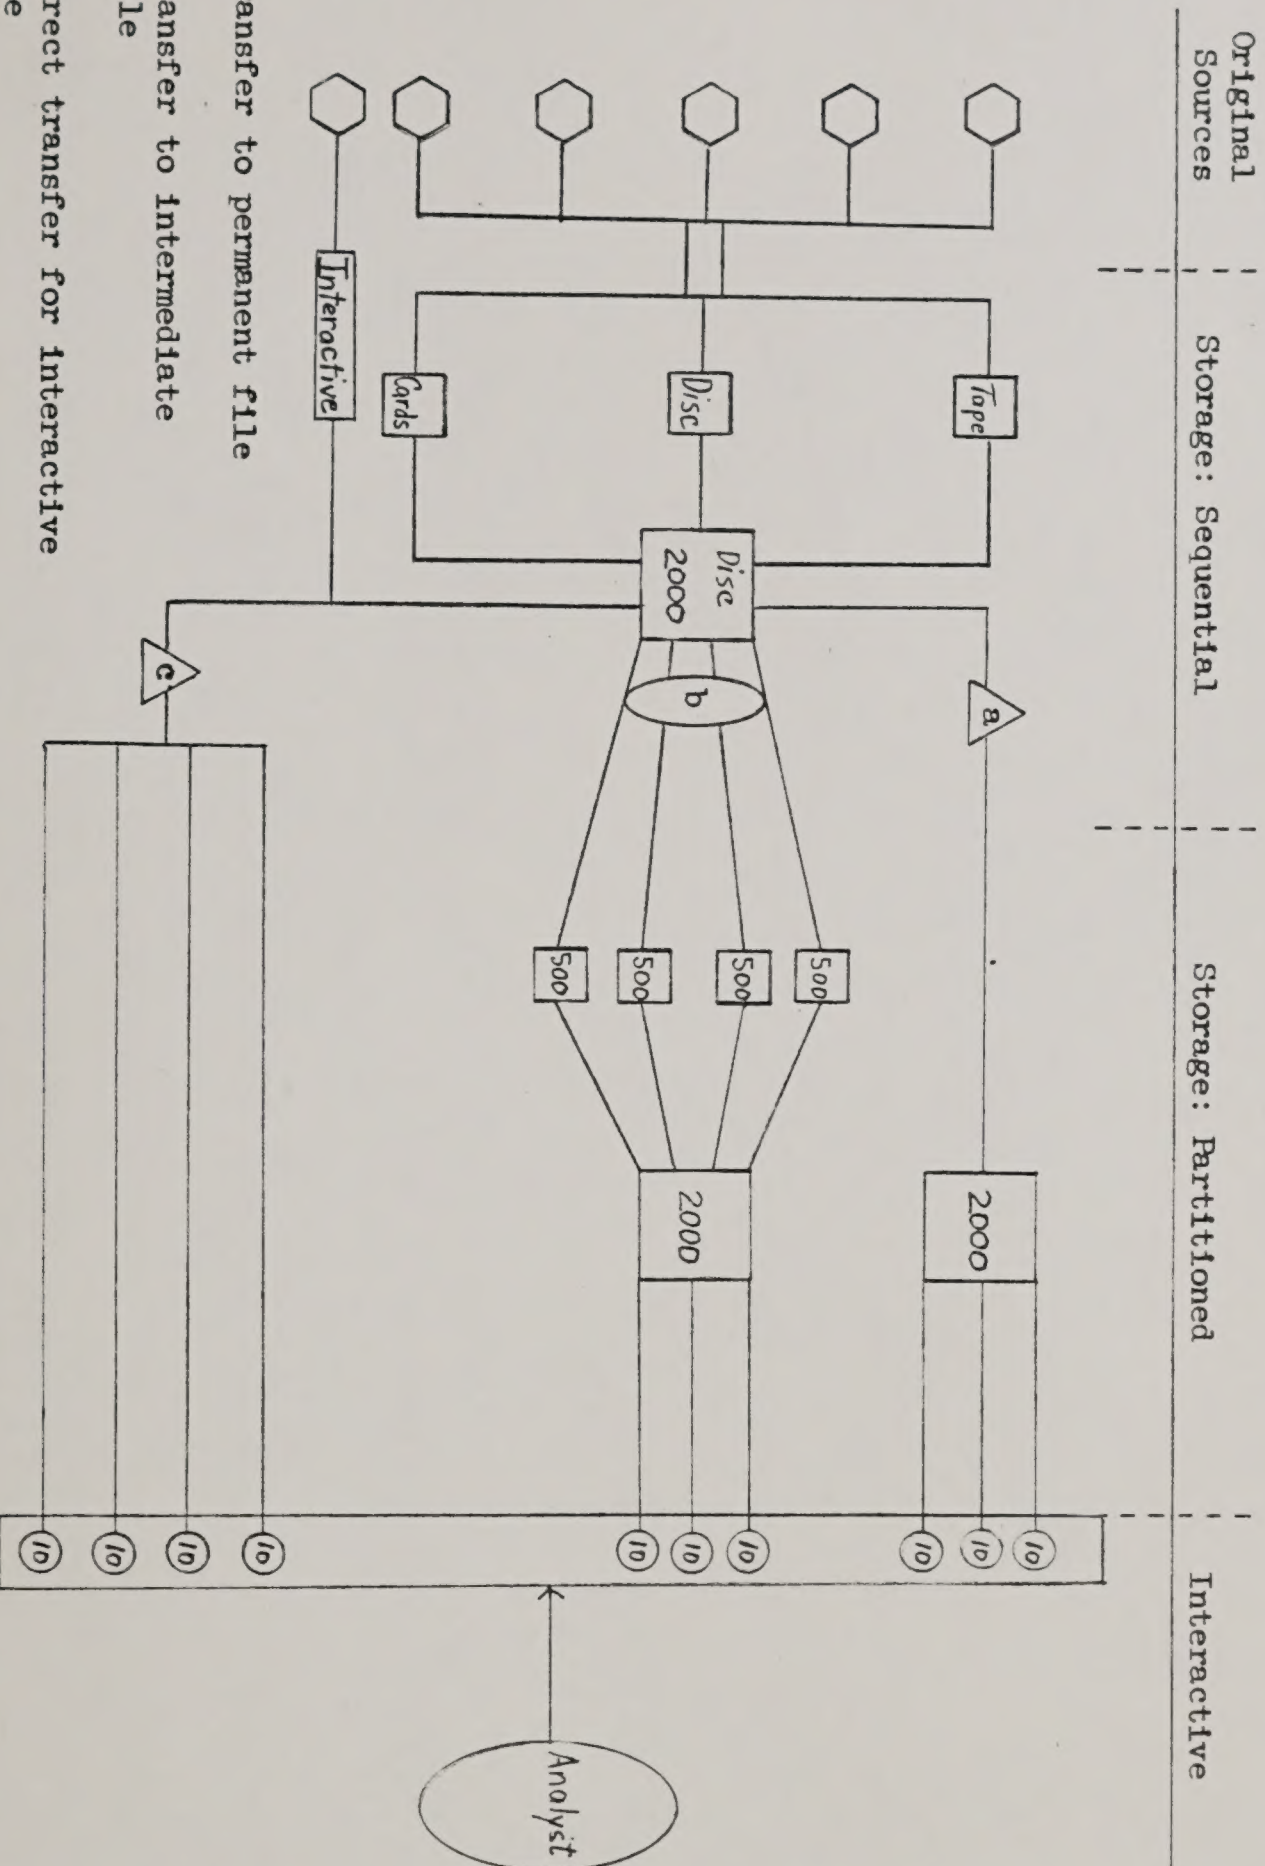 Original
Sources
Storage: Sequential
Storage: Partitioned
Interactive
Tape
Disc
Cards
Interactive
Disc
2000
a
b
c
500
500
500
500
2000
2000
10
10
10
10
10
10
10
10
10
10
Analyst
ansfer to permanent file
ansfer to intermediate
le
rect transfer for interactive
e